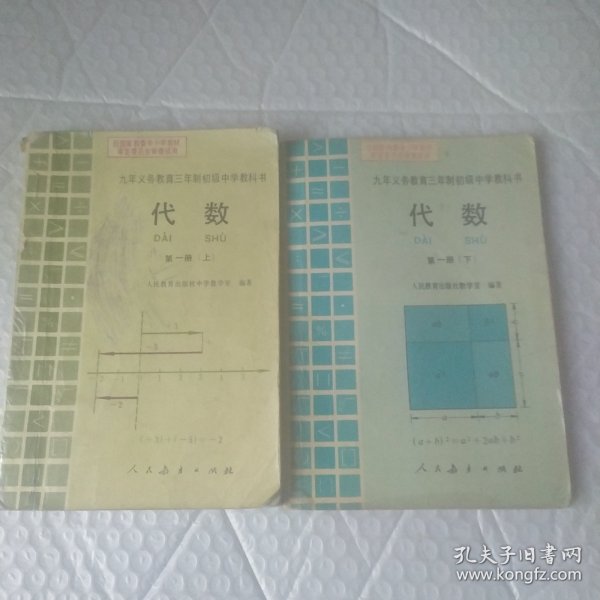 九年义务教育三年制初级中学教科书
代数
DÀI SHÙ
第一册（上）
人民教育出版社中学数学室 编著
-2
人民教育出版社
九年义务教育三年制初级中学教科书
代数
DÀI SHÙ
第一册（下）
人民教育出版社数学室 编著
a b
(a+b)²=a²+2ab+b²
人民教育出版社
孔夫子旧书网
www.kongfz.com